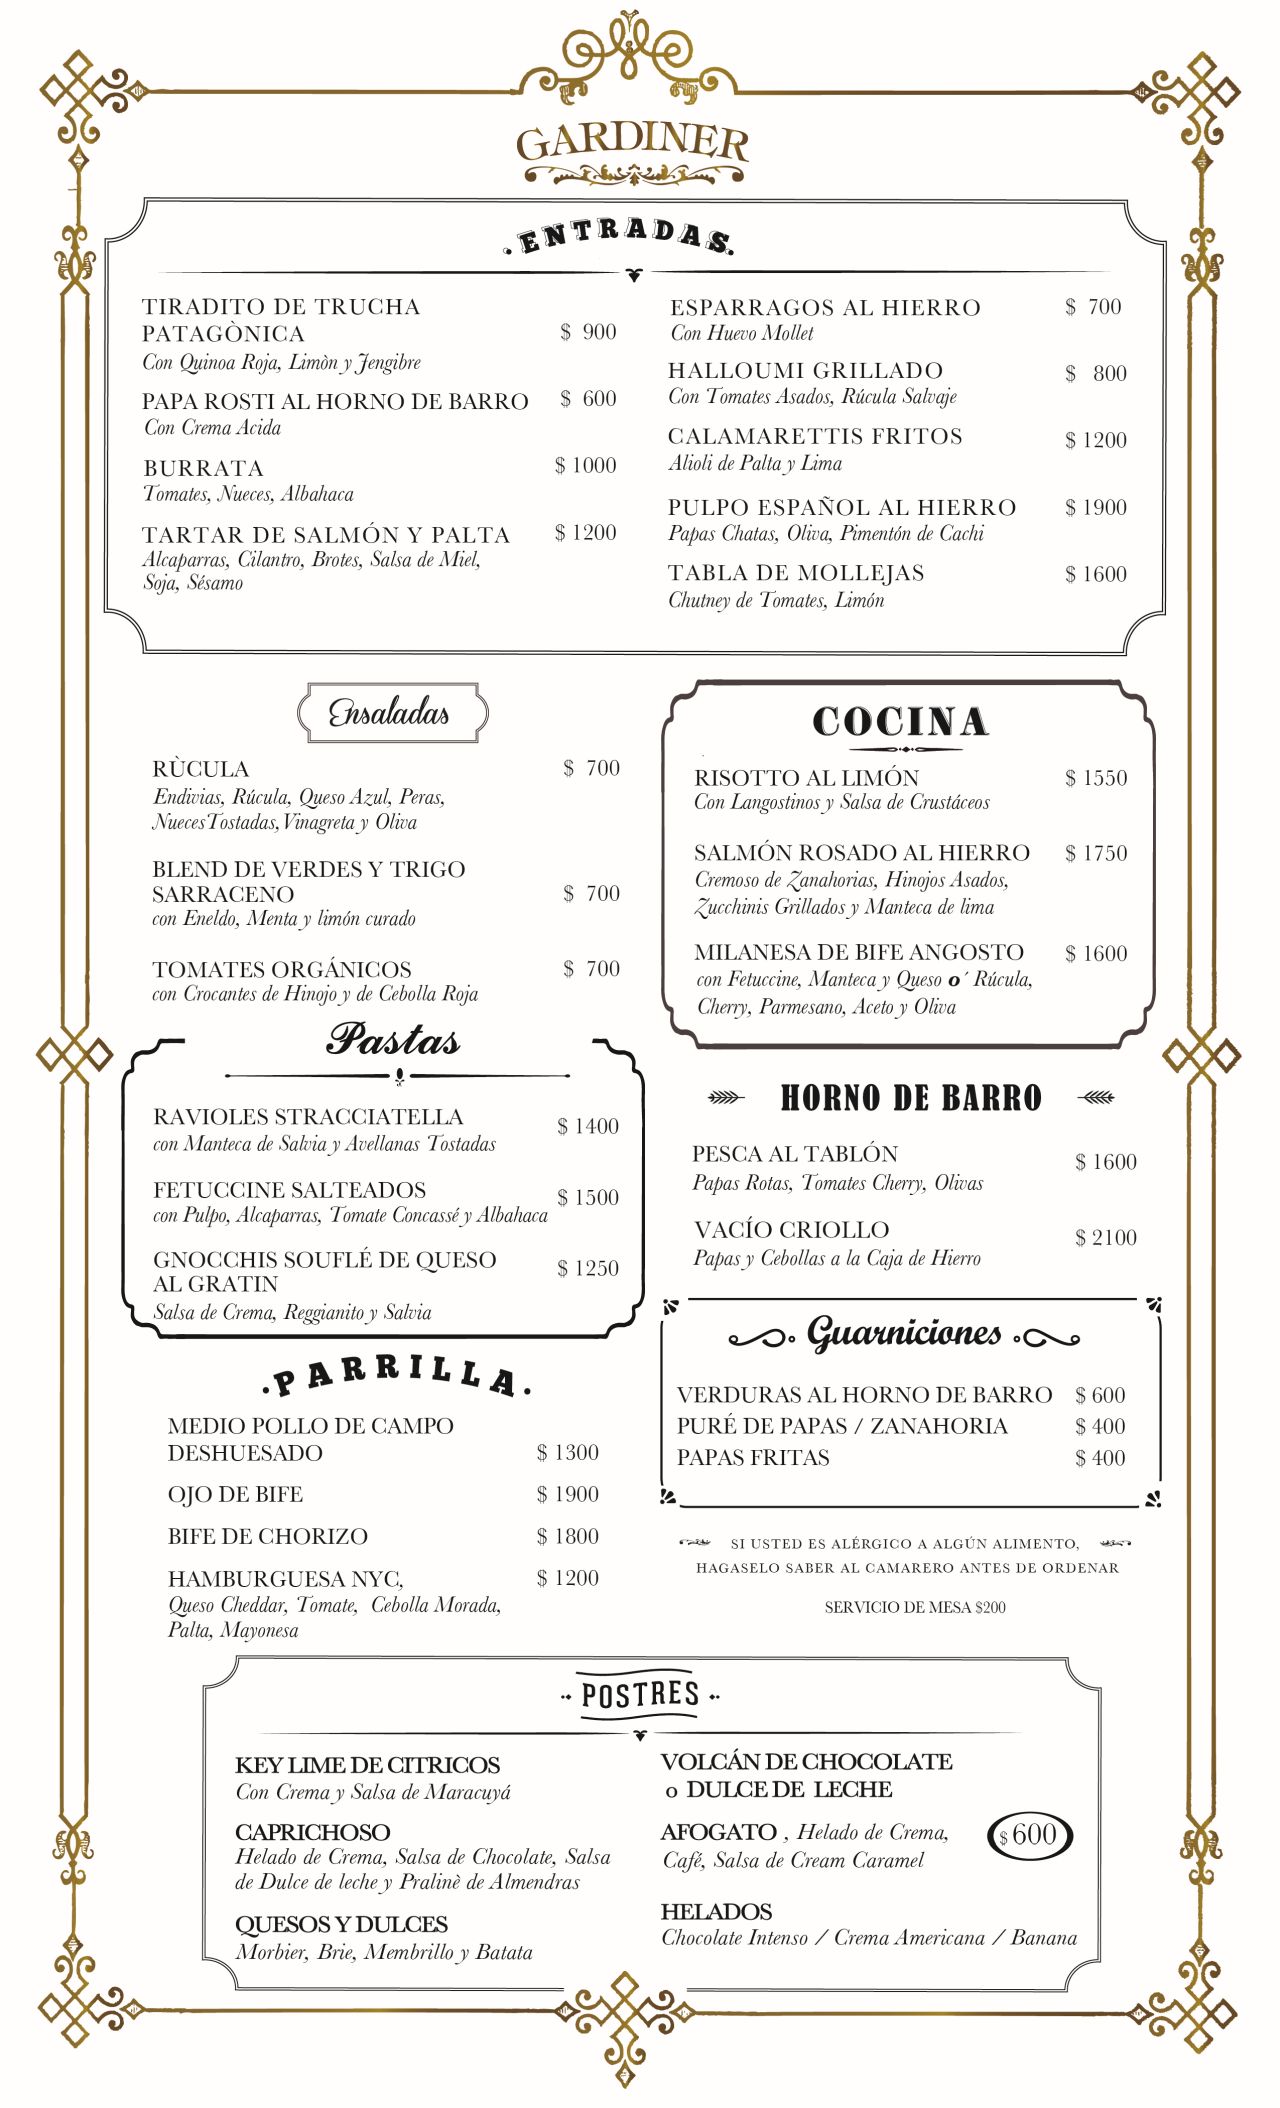 GARDINER
. ENTRADAS.
TIRADITO DE TRUCHA
PATAGÒNICA $ 900
Con Quinoa Roja, Limòn y Jengibre
PAPA ROSTI AL HORNO DE BARRO $ 600
Con Crema Acida
BURRATA $ 1000
Tomates, Nueces, Albahaca
TARTAR DE SALMÓN Y PALTA $ 1200
Alcaparras, Cilantro, Brotes, Salsa de Miel,
Soja, Sésamo
ESPARRAGOS AL HIERRO $ 700
Con Huevo Mollet
HALLOUMI GRILLADO $ 800
Con Tomates Asados, Rúcula Salvaje
CALAMARETTIS FRITOS $ 1200
Alioli de Palta y Lima
PULPO ESPAÑOL AL HIERRO $ 1900
Papas Chatas, Oliva, Pimentón de Cachi
TABLA DE MOLLEJAS $ 1600
Chutney de Tomates, Limón
Ensaladas
RÙCULA $ 700
Endivias, Rúcula, Queso Azul, Peras,
Nueces Tostadas, Vinagreta y Oliva
BLEND DE VERDES Y TRIGO
SARRACENO $ 700
con Eneldo, Menta y limón curado
TOMATES ORGÁNICOS $ 700
con Crocantes de Hinojo y de Cebolla Roja
COCINA
RISOTTO AL LIMÓN $ 1550
Con Langostinos y Salsa de Crustáceos
SALMÓN ROSADO AL HIERRO $ 1750
Cremoso de Zanahorias, Hinojos Asados,
Zucchinis Grillados y Manteca de lima
MILANESA DE BIFE ANGOSTO $ 1600
con Fetuccine, Manteca y Queso o´ Rúcula,
Cherry, Parmesano, Aceto y Oliva
Pastas
RAVIOLES STRACCIATELLA $ 1400
con Manteca de Salvia y Avellanas Tostadas
FETUCCINE SALTEADOS $ 1500
con Pulpo, Alcaparras, Tomate Concassé y Albahaca
GNOCCHIS SOUFLÉ DE QUESO
AL GRATIN $ 1250
Salsa de Crema, Reggianito y Salvia
HORNO DE BARRO
PESCA AL TABLÓN $ 1600
Papas Rotas, Tomates Cherry, Olivas
VACÍO CRIOLLO $ 2100
Papas y Cebollas a la Caja de Hierro
Guarniciones
VERDURAS AL HORNO DE BARRO $ 600
PURÉ DE PAPAS / ZANAHORIA $ 400
PAPAS FRITAS $ 400
.PARRILLA.
MEDIO POLLO DE CAMPO
DESHUESADO $ 1300
OJO DE BIFE $ 1900
BIFE DE CHORIZO $ 1800
HAMBURGUESA NYC, $ 1200
Queso Cheddar, Tomate, Cebolla Morada,
Palta, Mayonesa
SI USTED ES ALÉRGICO A ALGÚN ALIMENTO,
HAGASELO SABER AL CAMARERO ANTES DE ORDENAR
SERVICIO DE MESA $200
POSTRES
KEY LIME DE CITRICOS
Con Crema y Salsa de Maracuyá
CAPRICHOSO
Helado de Crema, Salsa de Chocolate, Salsa
de Dulce de leche y Pralinè de Almendras
QUESOS Y DULCES
Morbier, Brie, Membrillo y Batata
VOLCÁN DE CHOCOLATE
o DULCE DE LECHE
AFOGATO , Helado de Crema,
Café, Salsa de Cream Caramel
$ 600
HELADOS
Chocolate Intenso / Crema Americana / Banana